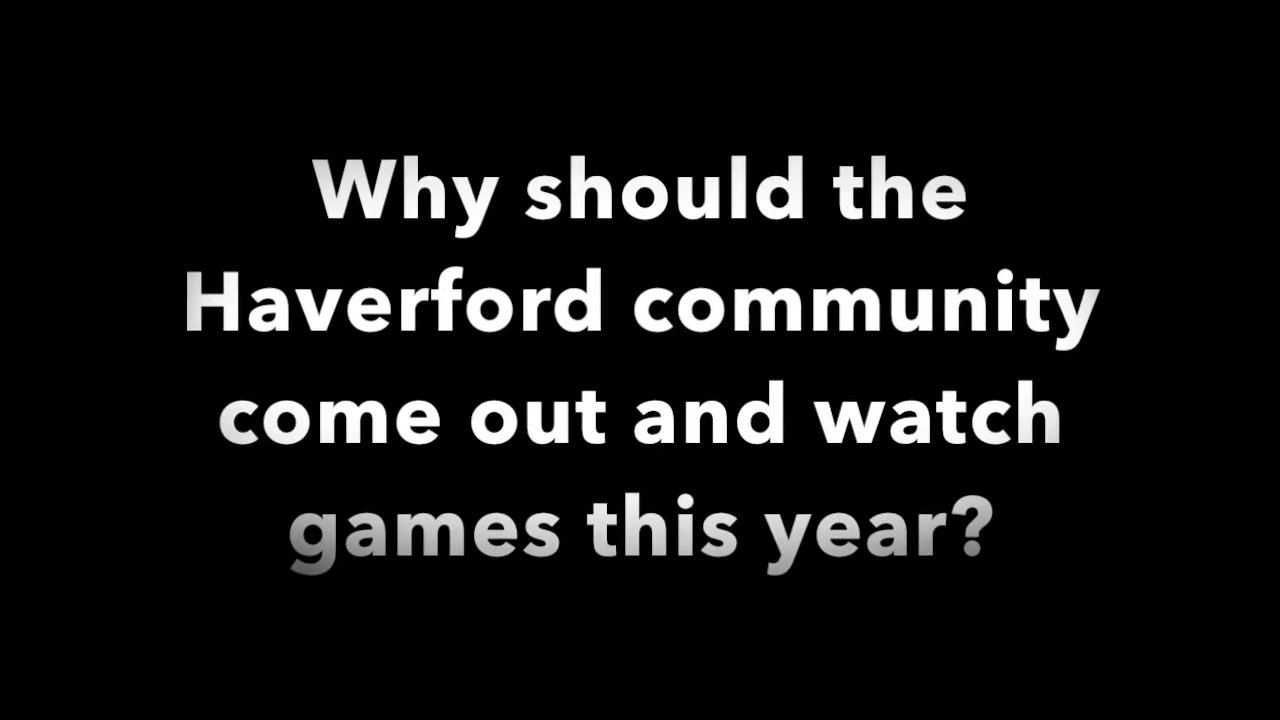 Why should the
Haverford community
come out and watch
games this year?